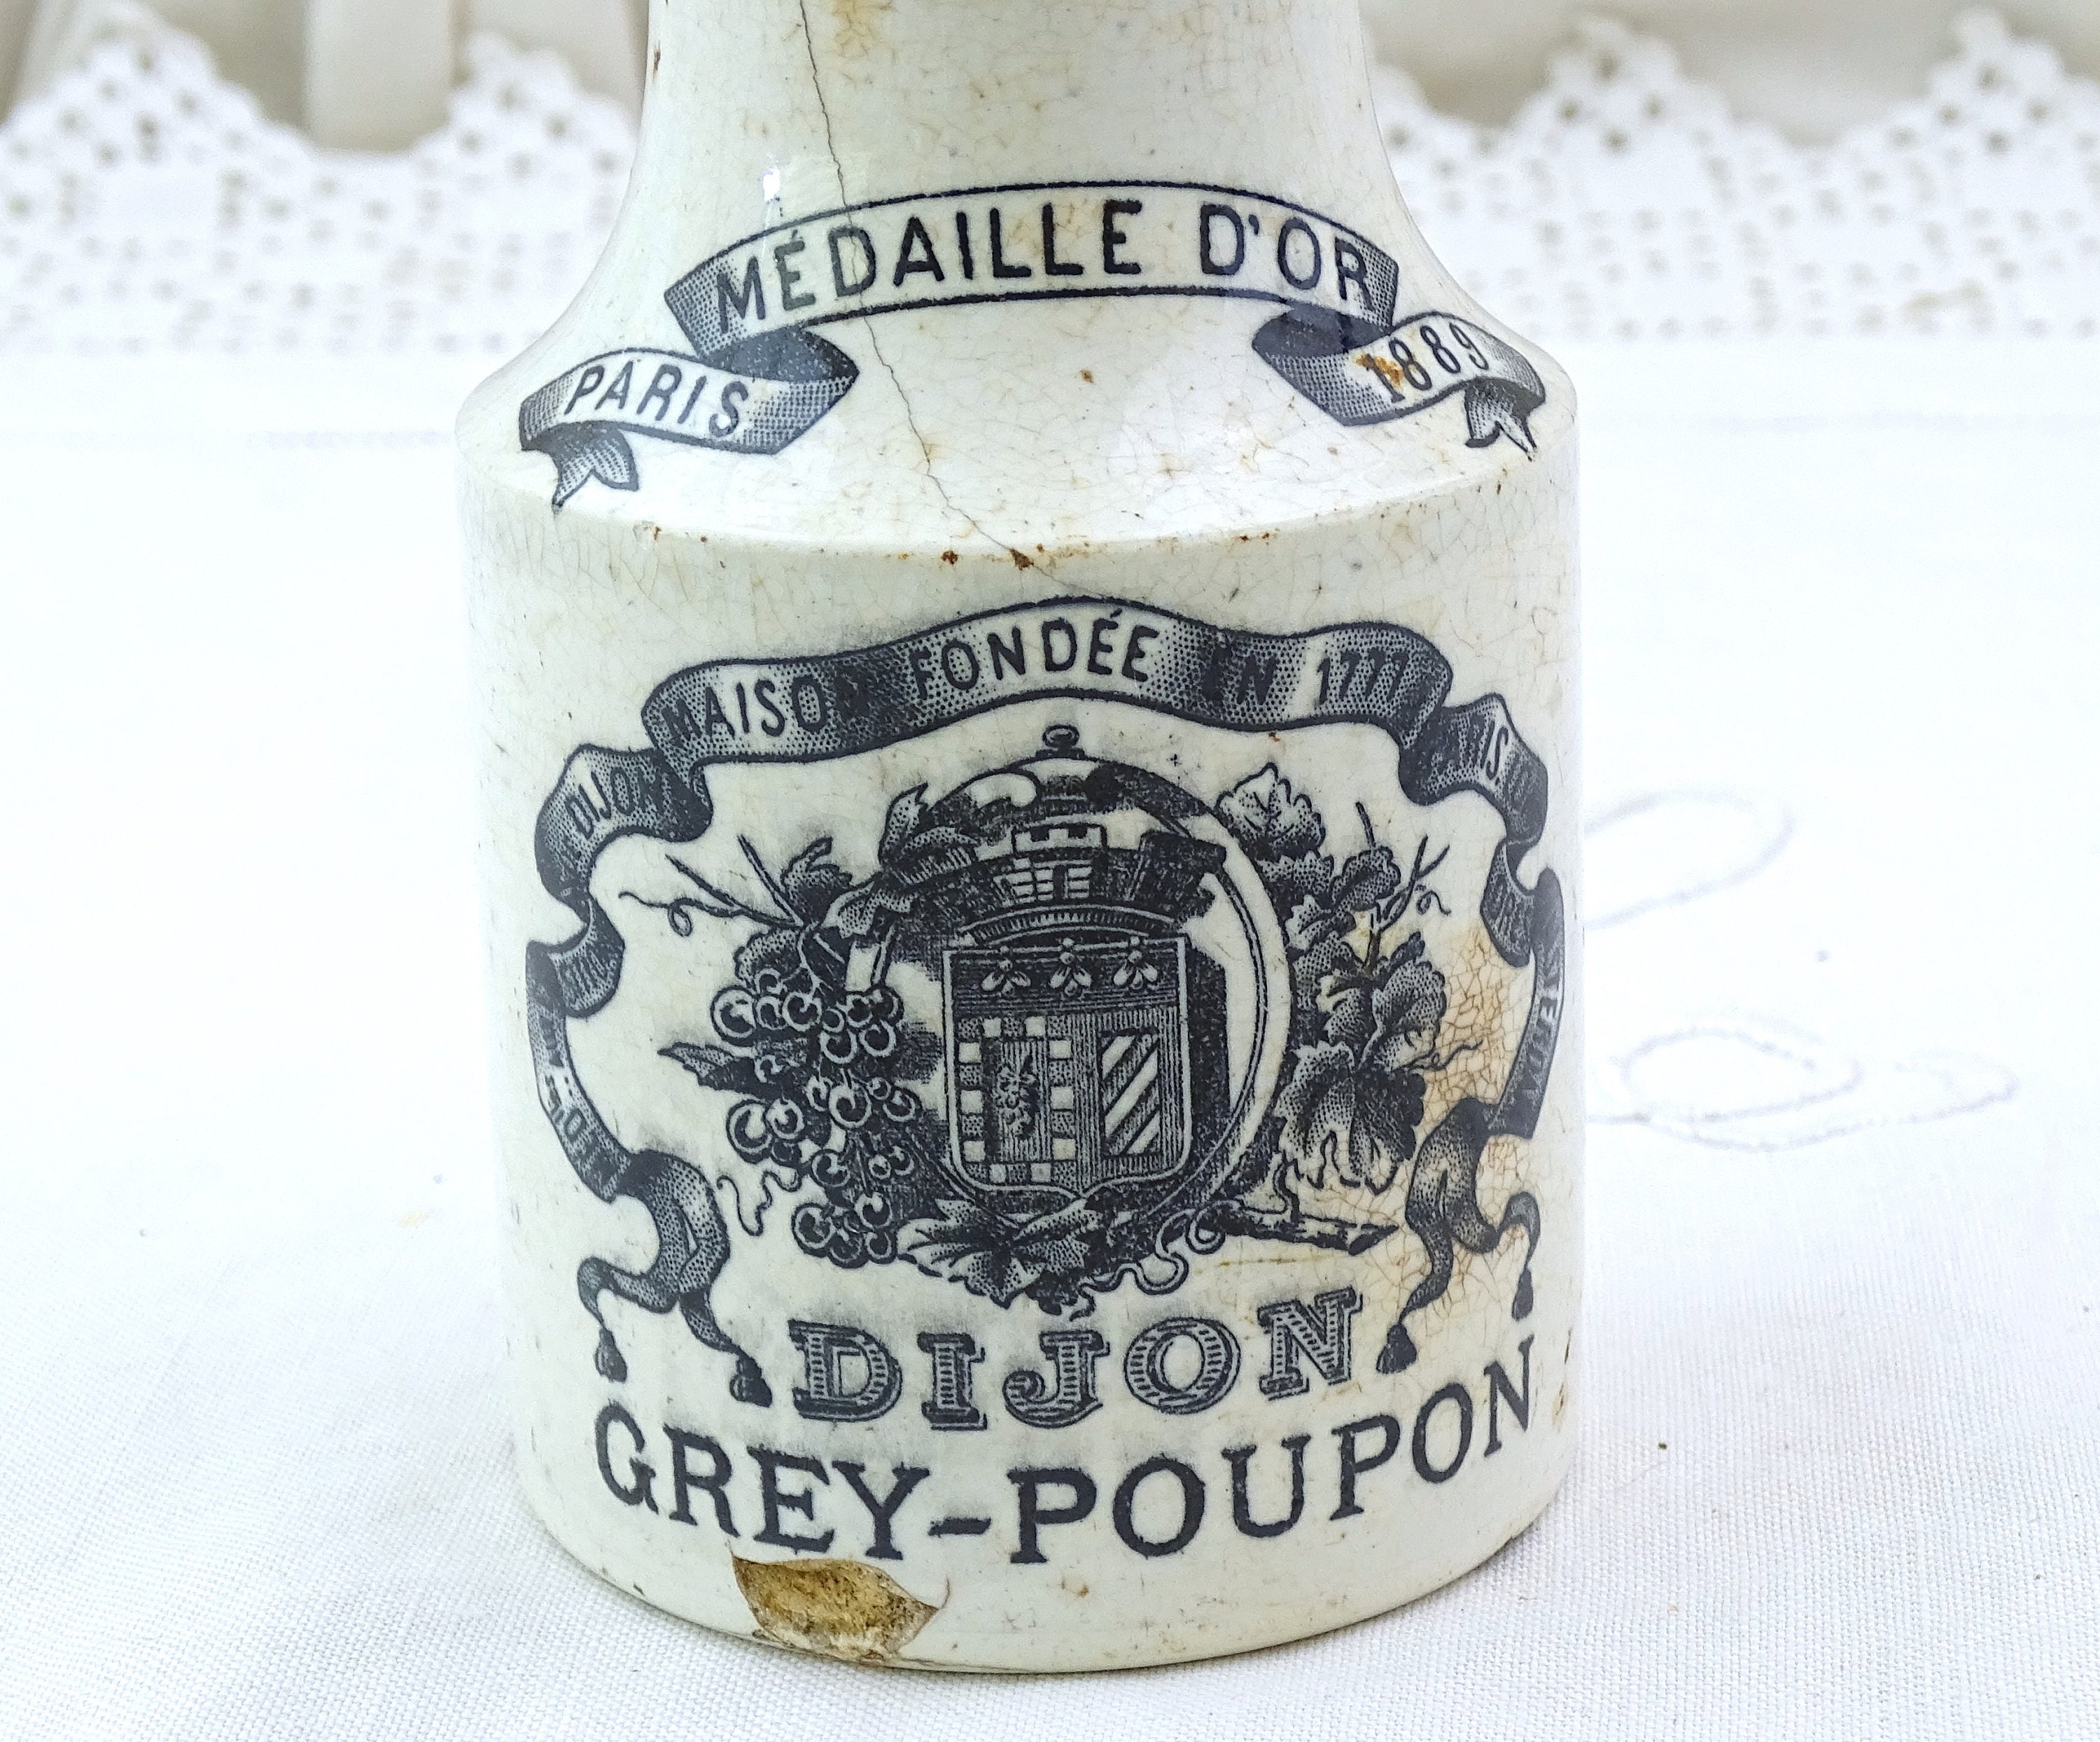 MÉDAILLE D'OR
PARIS 1889
MAISON FONDÉE EN 1777
DIJON
DIJON
GREY-POUPON